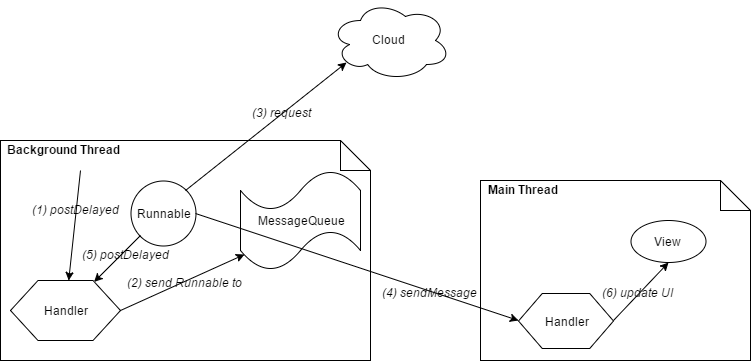 Cloud
(3) request
Background Thread
Main Thread
(1) postDelayed
Runnable
MessageQueue
View
(5) postDelayed
(2) send Runnable to
(4) sendMessage
(6) update UI
Handler
Handler